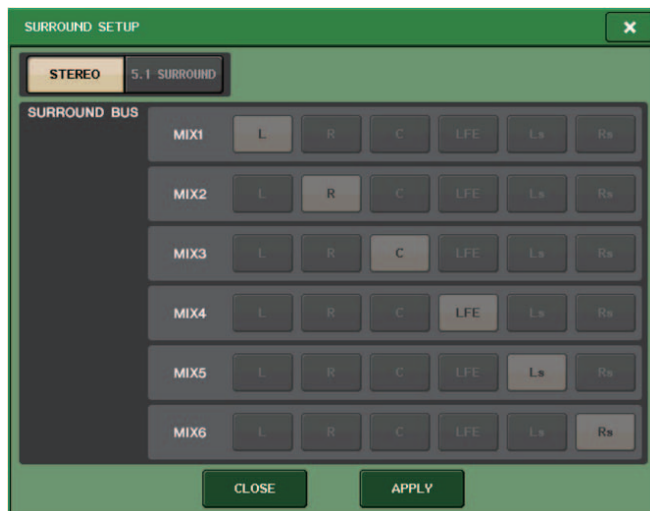 SURROUND SETUP
STEREO 5.1 SURROUND
SURROUND BUS
MIX1 L R C LFE Ls Rs
MIX2 L R C LFE Ls Rs
MIX3 L R C LFE Ls Rs
MIX4 L R C LFE Ls Rs
MIX5 L R C LFE Ls Rs
MIX6 L R C LFE Ls Rs
CLOSE APPLY